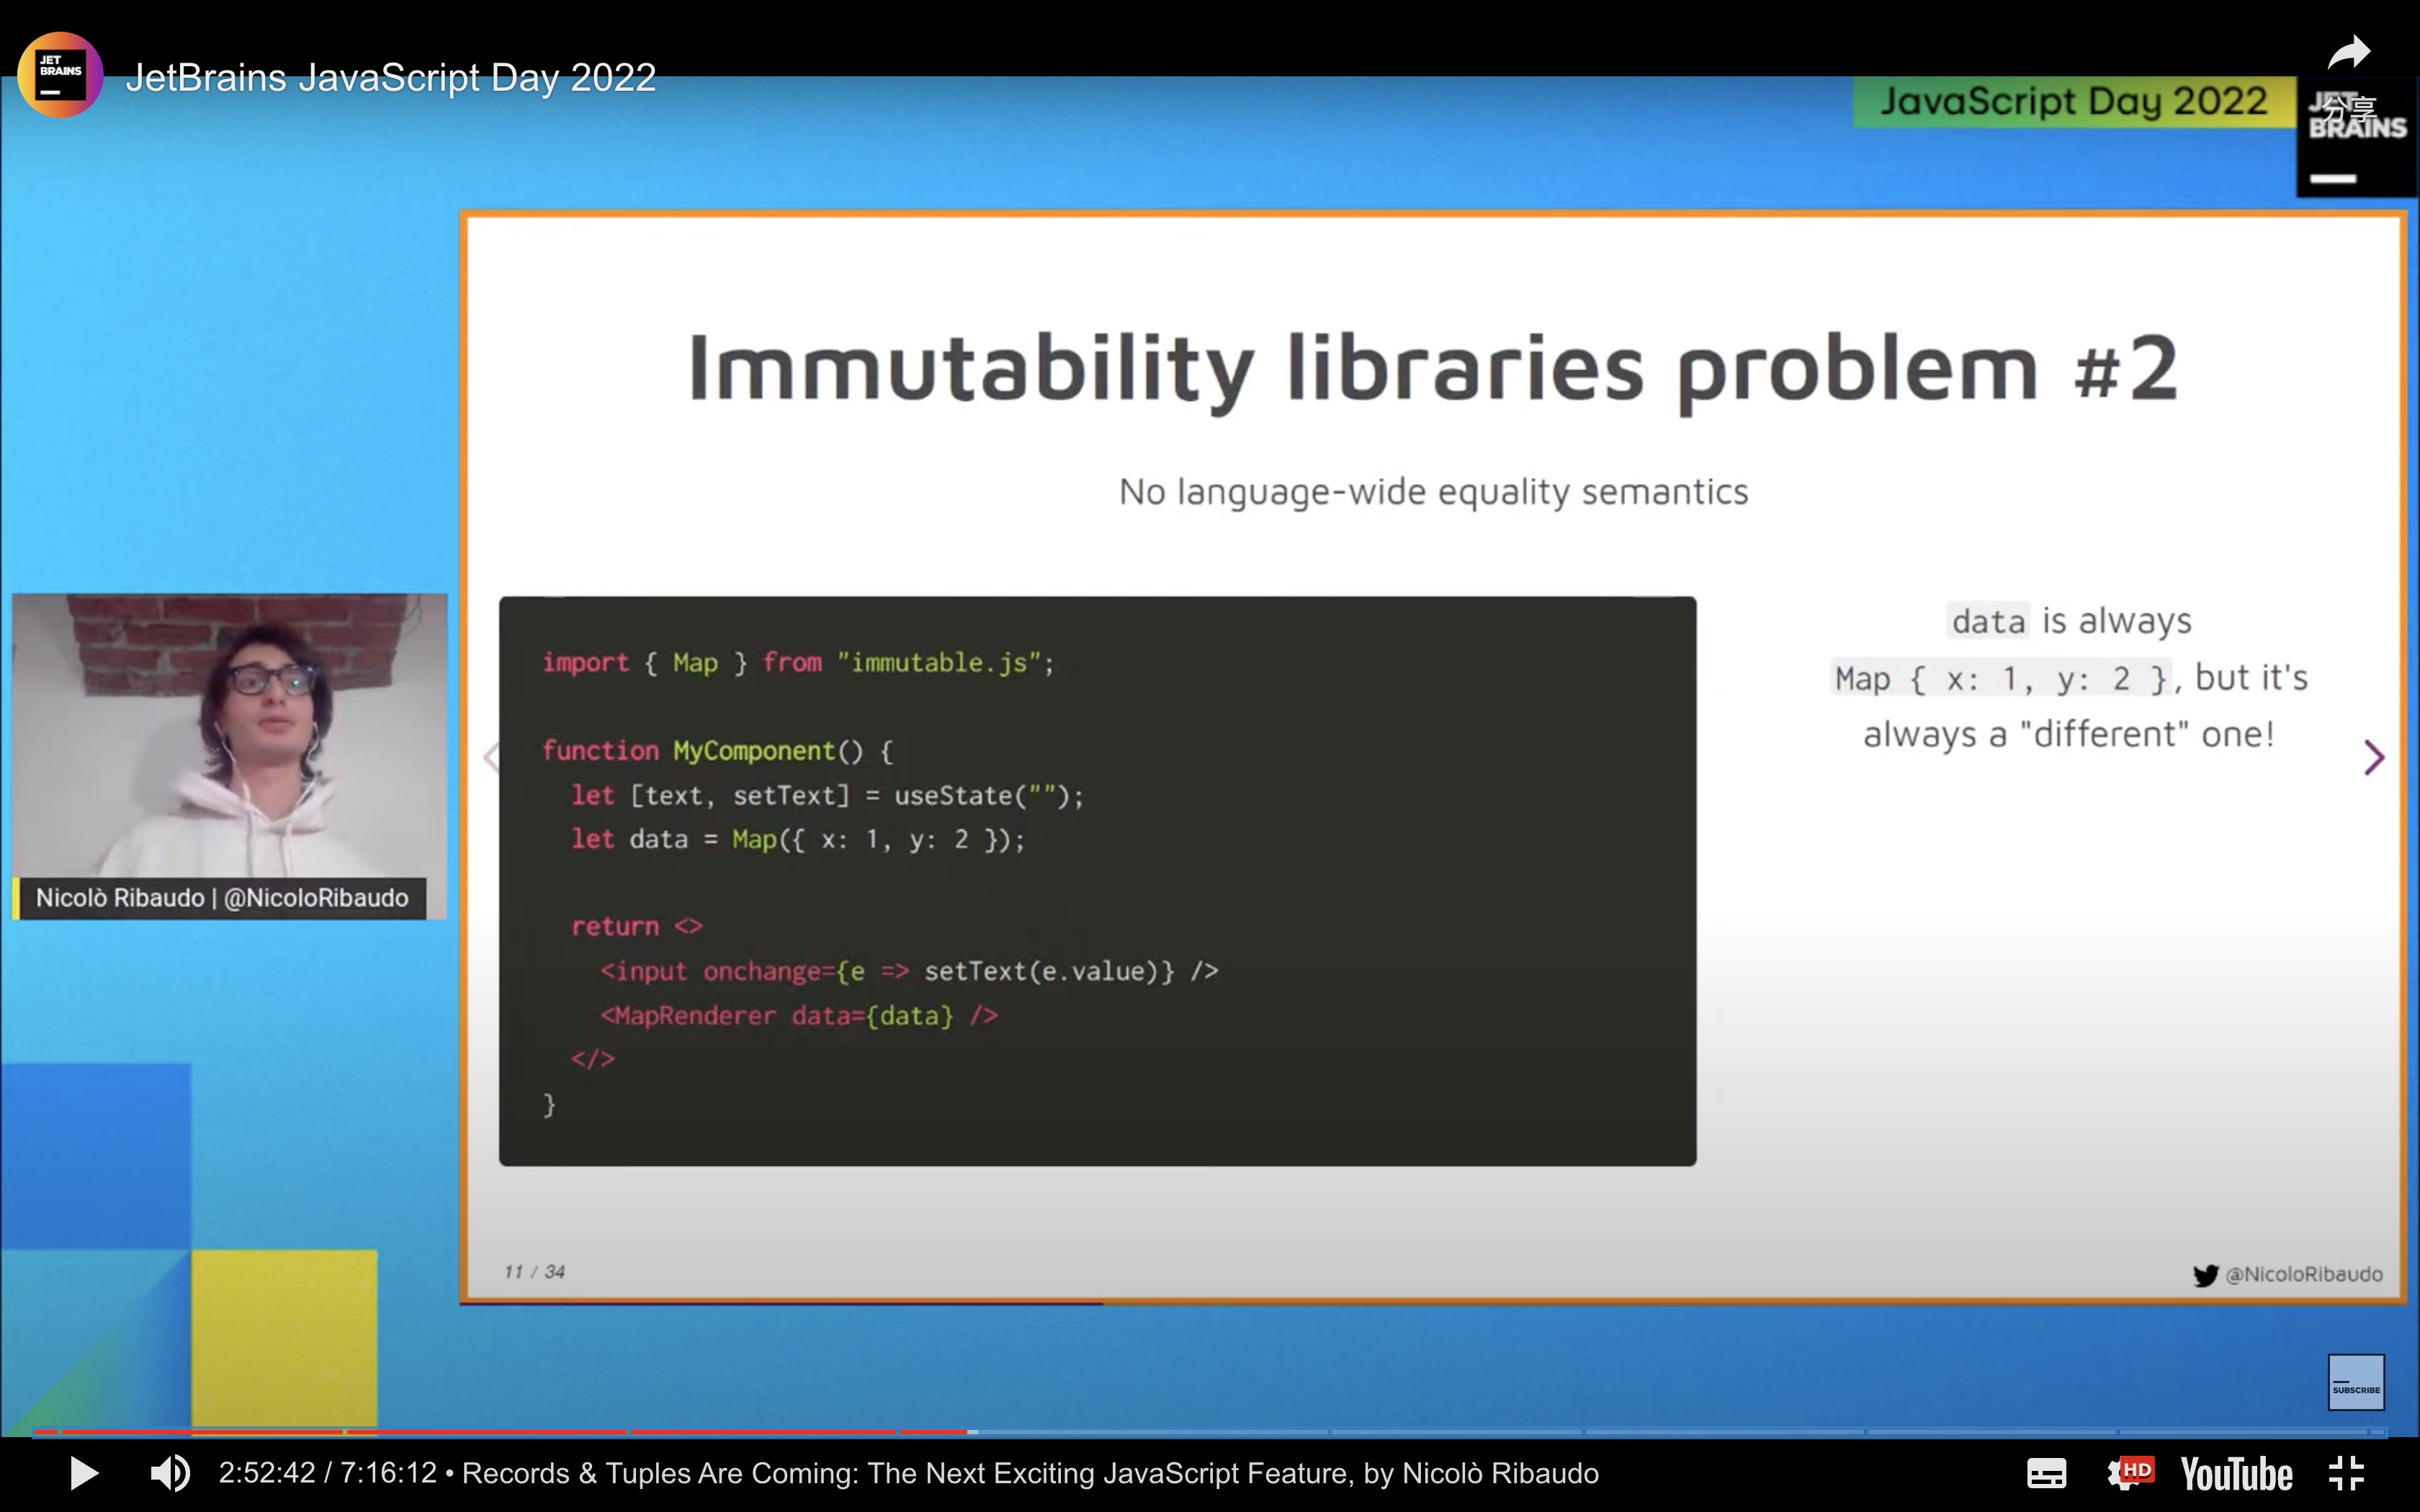 JET
BRAINS
JetBrains JavaScript Day 2022
JavaScript Day 2022
JET
BRAINS
分享
Immutability libraries problem #2
No language-wide equality semantics
import { Map } from "immutable.js";
function MyComponent() {
let [text, setText] = useState("");
let data = Map({ x: 1, y: 2 });
return <>
<input onchange={e => setText(e.value)} />
<MapRenderer data={data} />
</>
}
data is always
Map { x: 1, y: 2 }, but it's
always a "different" one!
Nicolò Ribaudo | @NicoloRibaudo
11 / 34
@NicoloRibaudo
SUBSCRIBE
2:52:42 / 7:16:12 • Records & Tuples Are Coming: The Next Exciting JavaScript Feature, by Nicolò Ribaudo
HD
YouTube